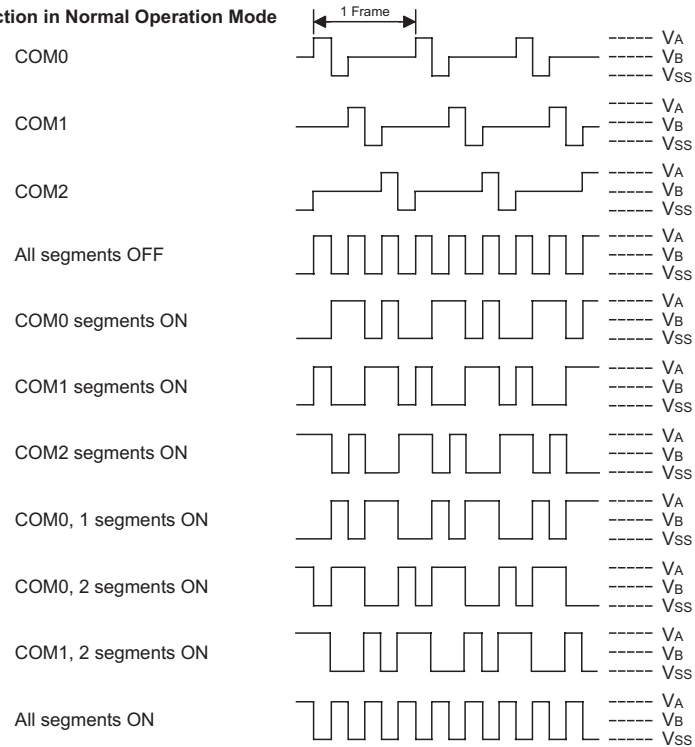 ction in Normal Operation Mode
1 Frame
COM0
VA
VB
VSS
COM1
VA
VB
VSS
COM2
VA
VB
VSS
All segments OFF
VA
VB
VSS
COM0 segments ON
VA
VB
VSS
COM1 segments ON
VA
VB
VSS
COM2 segments ON
VA
VB
VSS
COM0, 1 segments ON
VA
VB
VSS
COM0, 2 segments ON
VA
VB
VSS
COM1, 2 segments ON
VA
VB
VSS
All segments ON
VA
VB
VSS